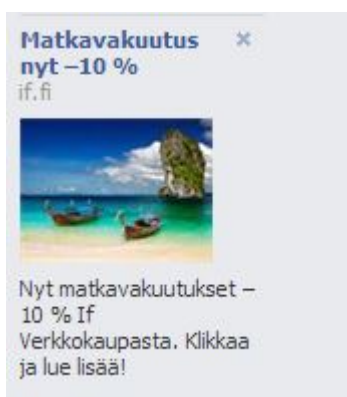 Matkavakuutus
nyt –10 %
if.fi
Nyt matkavakuutukset –
10 % If
Verkkokaupasta. Klikkaa
ja lue lisää!